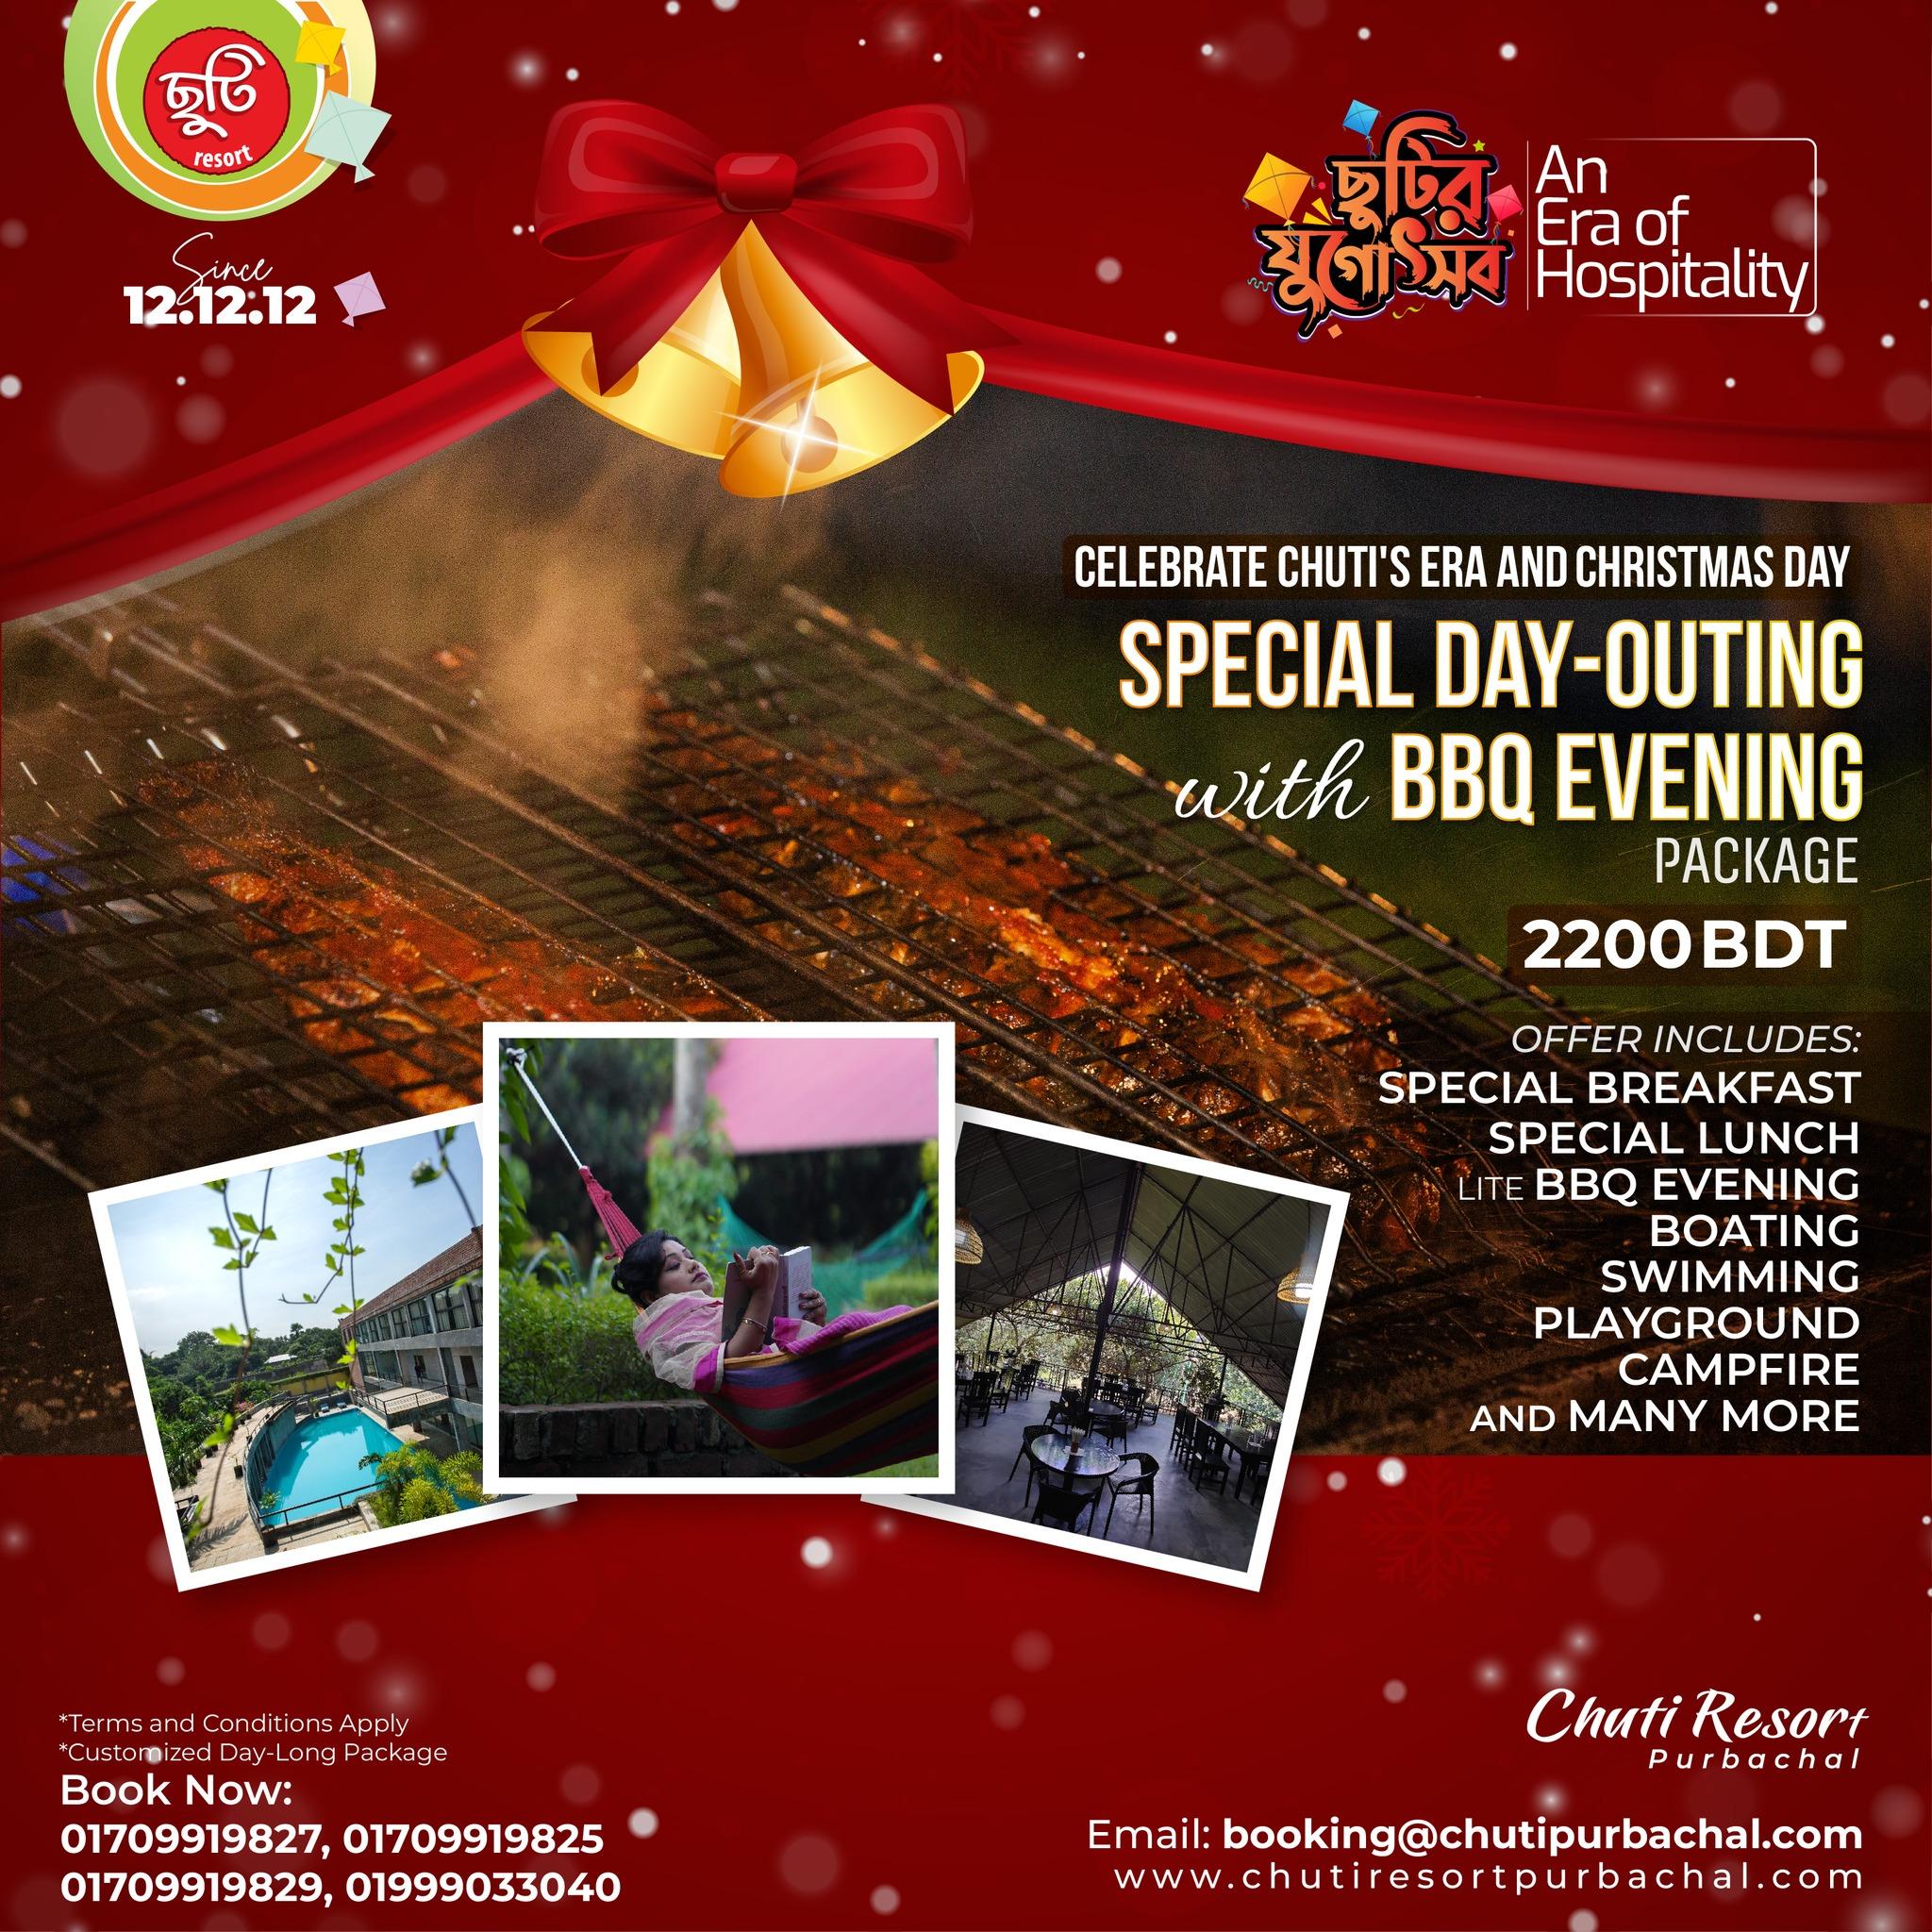 ছুটি
resort
Since
12.12.12
ছুটির
যুগোৎসব
An
Era of
Hospitality
CELEBRATE CHUTI'S ERA AND CHRISTMAS DAY
SPECIAL DAY-OUTING
with BBQ EVENING
PACKAGE
2200 BDT
OFFER INCLUDES:
SPECIAL BREAKFAST
SPECIAL LUNCH
LITE BBQ EVENING
BOATING
SWIMMING
PLAYGROUND
CAMPFIRE
AND MANY MORE
*Terms and Conditions Apply
*Customized Day-Long Package
Book Now:
01709919827, 01709919825
01709919829, 01999033040
Chuti Resort
Purbachal
Email: booking@chutipurbachal.com
www.chutiresortpurbachal.com